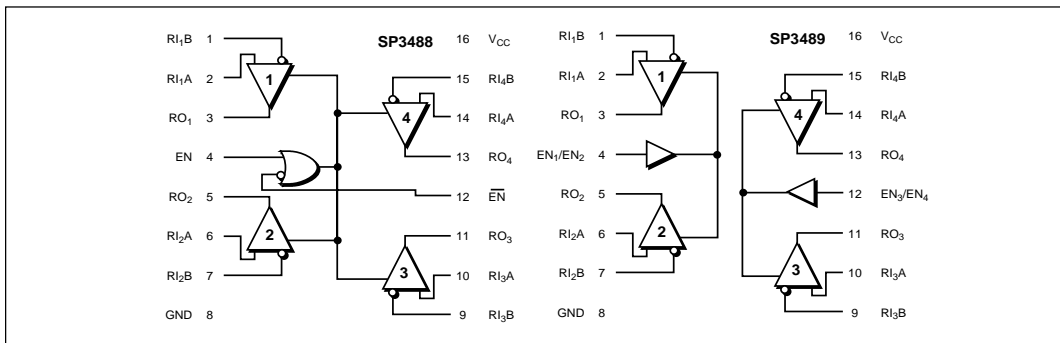 SP3488
RI1B 1
RI1A 2
RO1 3
EN 4
RO2 5
RI2A 6
RI2B 7
GND 8
16 VCC
15 RI4B
14 RI4A
13 RO4
12 E̅N̅
11 RO3
10 RI3A
9 RI3B
1
2
3
4
SP3489
RI1B 1
RI1A 2
RO1 3
EN1/EN2 4
RO2 5
RI2A 6
RI2B 7
GND 8
16 VCC
15 RI4B
14 RI4A
13 RO4
12 EN3/EN4
11 RO3
10 RI3A
9 RI3B
1
2
3
4